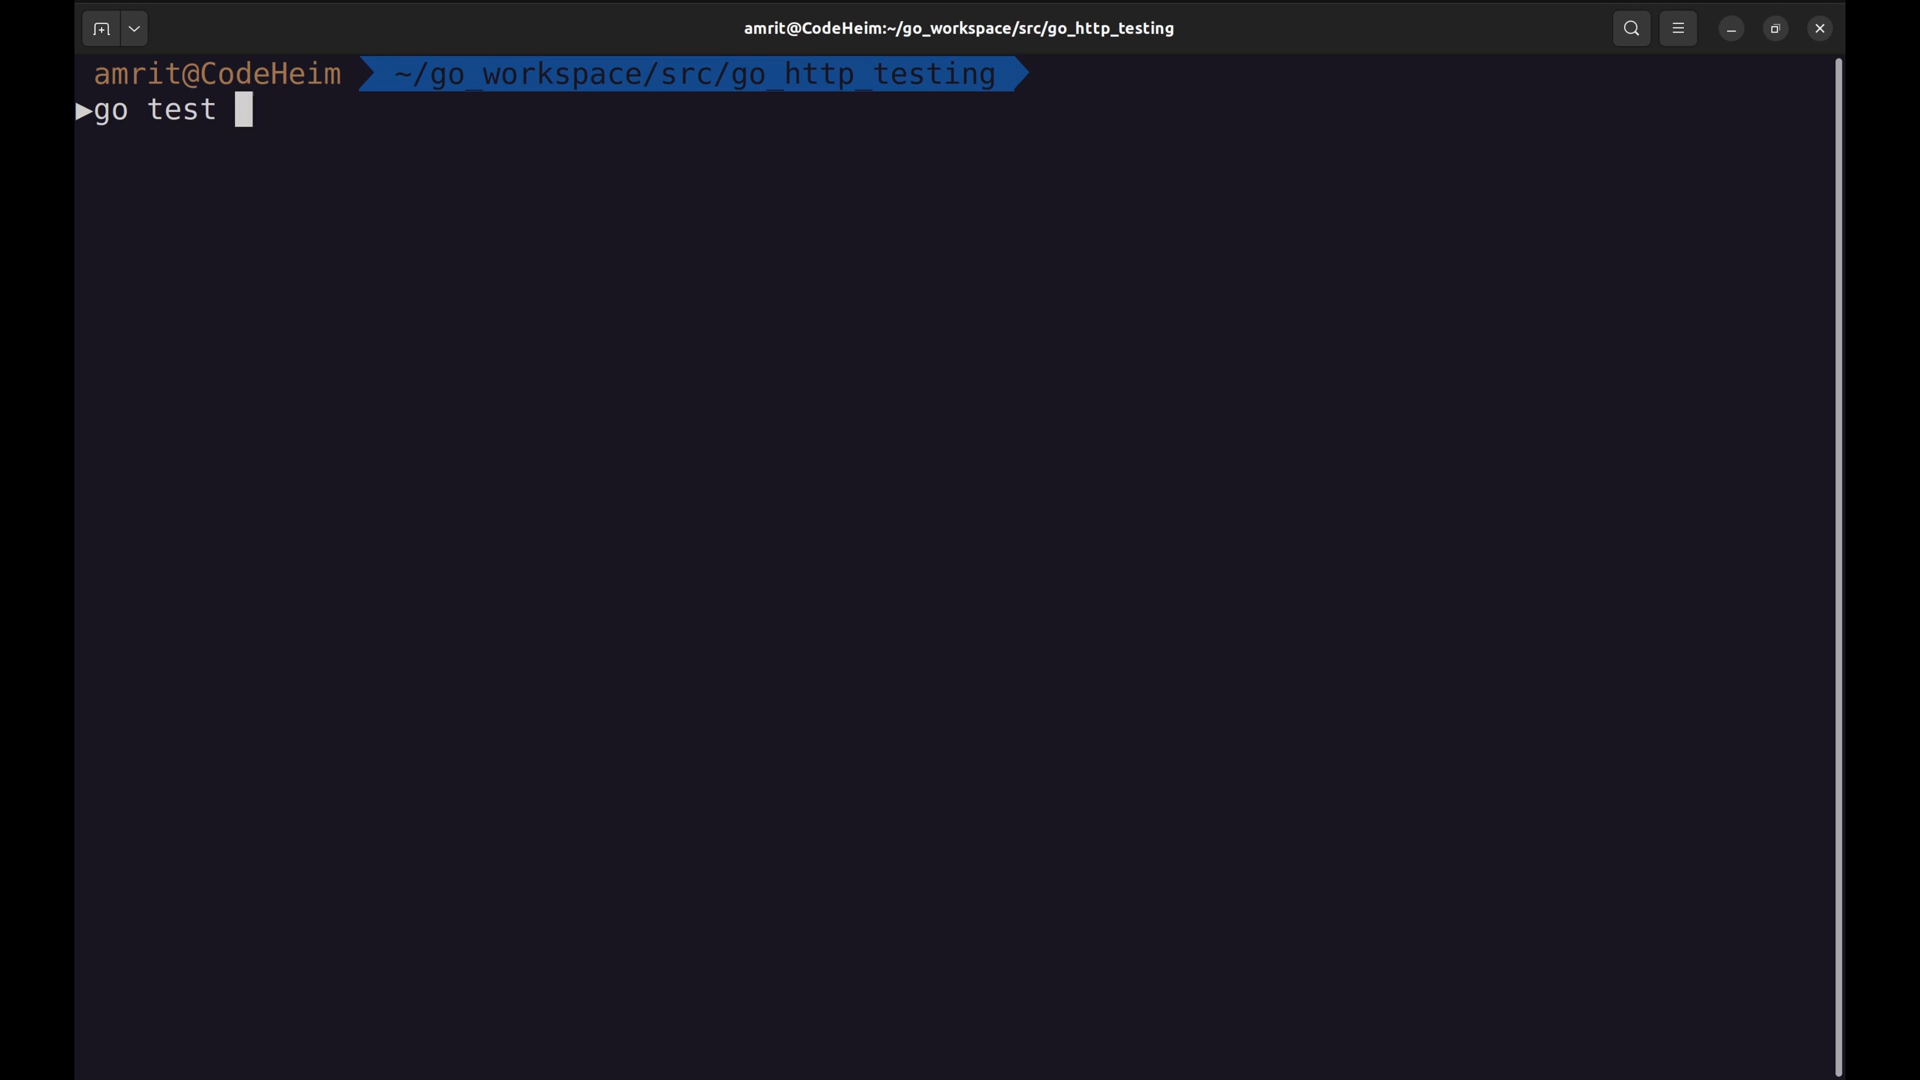 amrit@CodeHeim:~/go_workspace/src/go_http_testing
amrit@CodeHeim ~/go_workspace/src/go_http_testing
▶go test